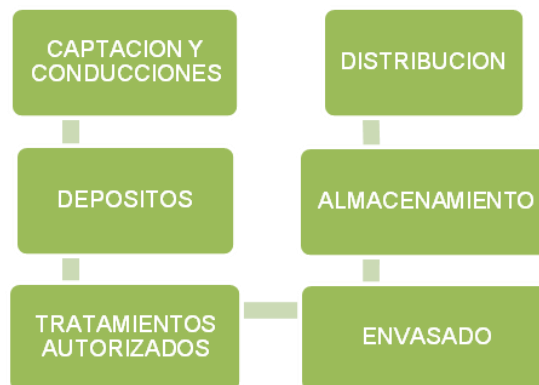 CAPTACION Y
CONDUCCIONES
DEPOSITOS
TRATAMIENTOS
AUTORIZADOS
ENVASADO
ALMACENAMIENTO
DISTRIBUCION